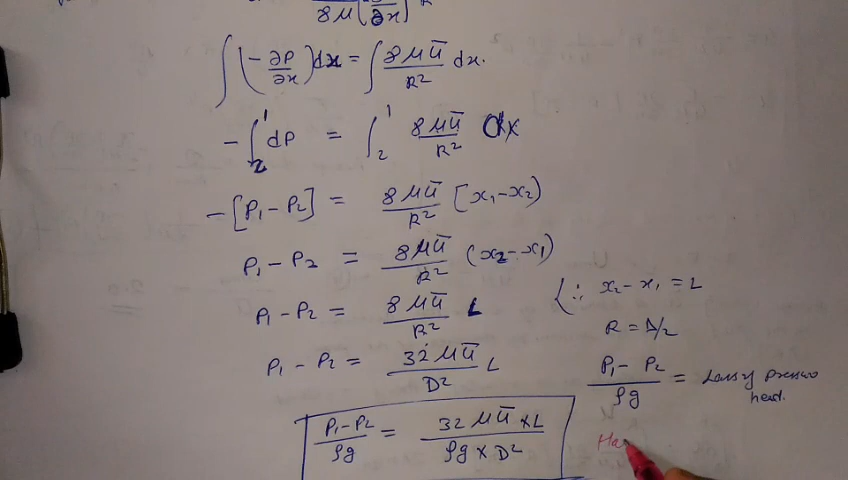 8μ(∂x) R
∫(-∂P/∂x)dx = ∫ 8μū/R² dx.
-∫₂¹ dP = ∫₂¹ 8μū/R² dx
-[P₁-P₂] = 8μū/R² [x₁-x₂]
P₁-P₂ = 8μū/R² (x₂-x₁)
P₁-P₂ = 8μū/R² L
{∵ x₂-x₁ = L
R = D/2
P₁-P₂ = 32μū/D² L
P₁-P₂/ρg = Loss of pressure head.
P₁-P₂/ρg = 32μū×L/ρg×D²
Ha